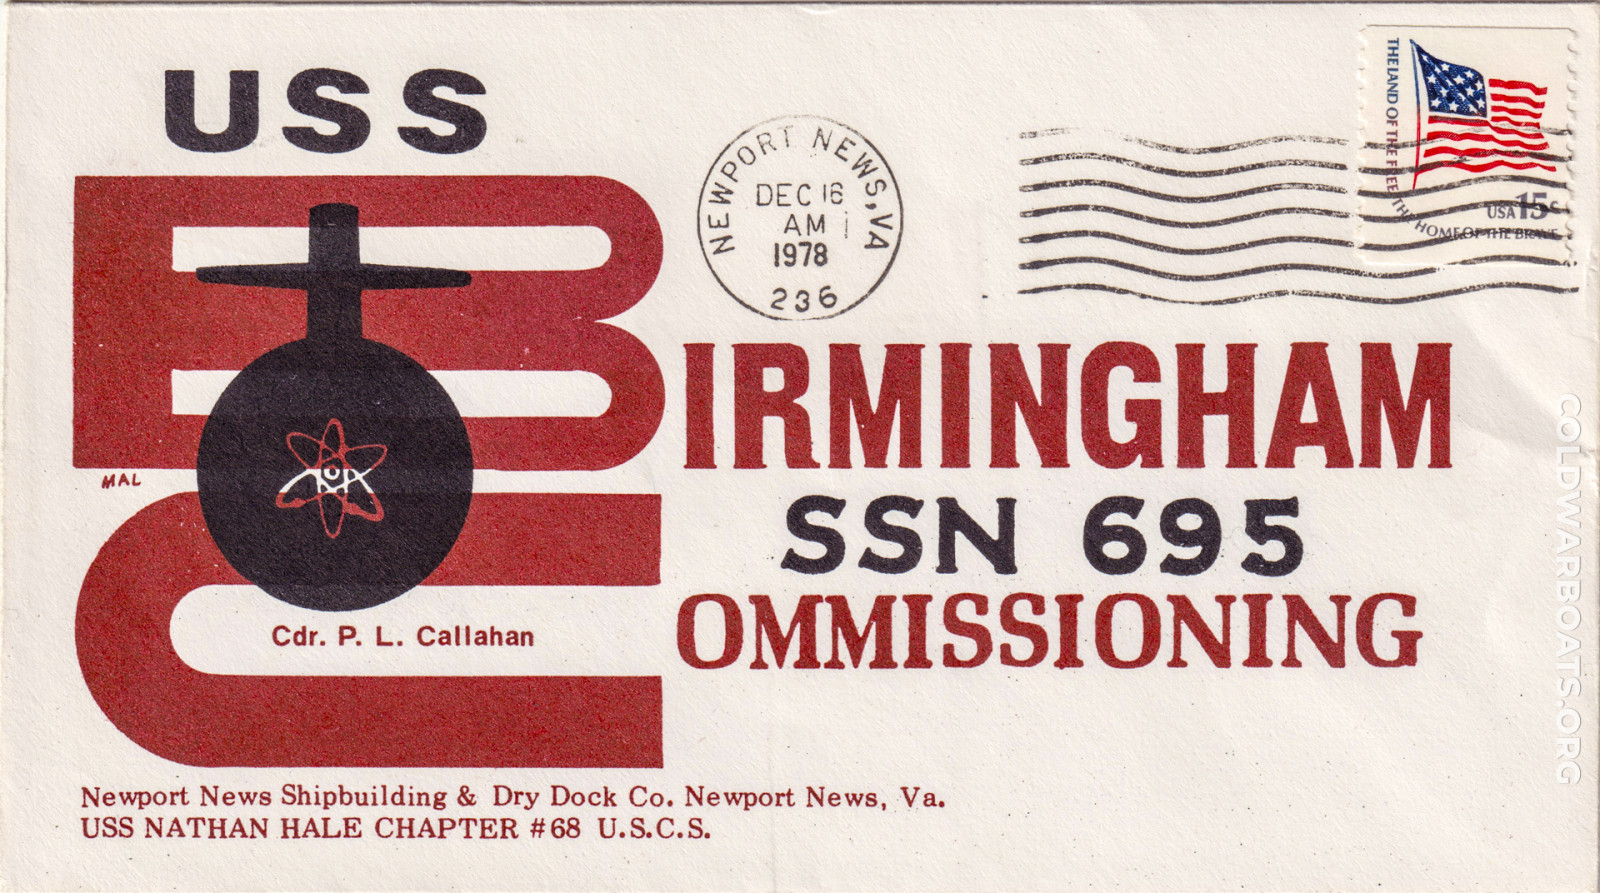 USS
NEWPORT NEWS, VA
DEC 16
AM
1978
236
THE LAND OF THE FREE THE HOME OF THE BRAVE
USA 15c
BIRMINGHAM
SSN 695
COMMISSIONING
MAL
Cdr. P. L. Callahan
Newport News Shipbuilding & Dry Dock Co. Newport News, Va.
USS NATHAN HALE CHAPTER #68 U.S.C.S.
COLDWARBOATS.ORG